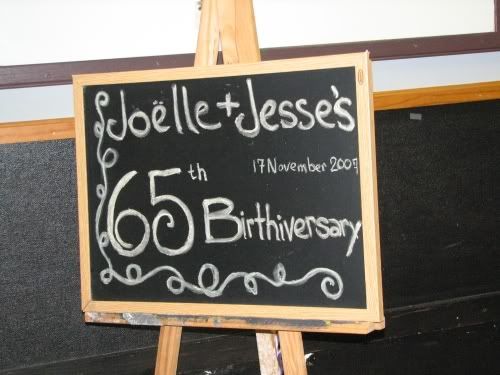 Joëlle + Jesse's
17 November 2007
65th Birthiversary